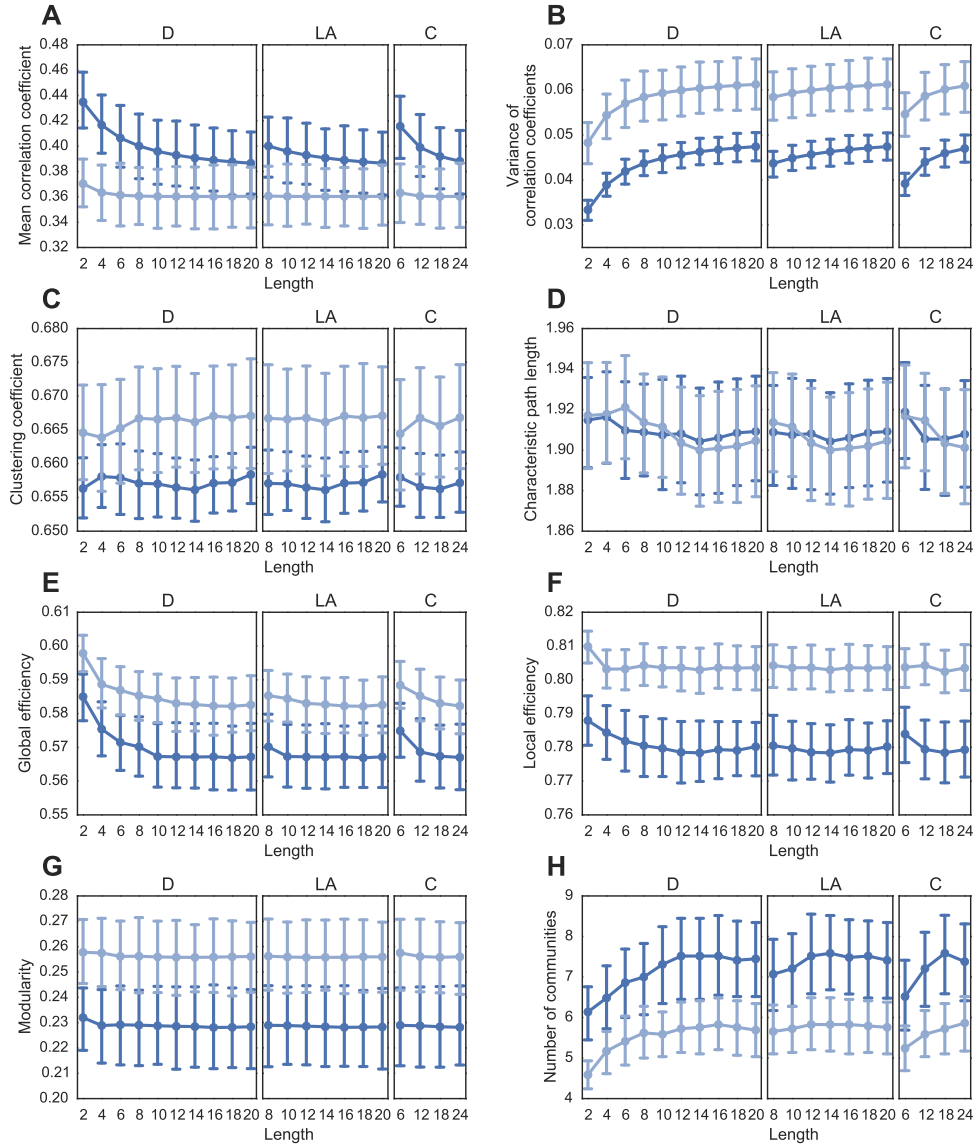 A
D LA C
Mean correlation coefficient
0.48
0.46
0.44
0.42
0.40
0.38
0.36
0.34
0.32
2 4 6 8 10 12 14 16 18 20 8 10 12 14 16 18 20 6 12 18 24
Length
B
D LA C
Variance of
correlation coefficients
0.07
0.06
0.05
0.04
0.03
2 4 6 8 10 12 14 16 18 20 8 10 12 14 16 18 20 6 12 18 24
Length
C
D LA C
Clustering coefficient
0.680
0.675
0.670
0.665
0.660
0.655
0.650
2 4 6 8 10 12 14 16 18 20 8 10 12 14 16 18 20 6 12 18 24
Length
D
D LA C
Characteristic path length
1.96
1.94
1.92
1.90
1.88
1.86
2 4 6 8 10 12 14 16 18 20 8 10 12 14 16 18 20 6 12 18 24
Length
E
D LA C
Global efficiency
0.61
0.60
0.59
0.58
0.57
0.56
0.55
2 4 6 8 10 12 14 16 18 20 8 10 12 14 16 18 20 6 12 18 24
Length
F
D LA C
Local efficiency
0.82
0.81
0.80
0.79
0.78
0.77
0.76
2 4 6 8 10 12 14 16 18 20 8 10 12 14 16 18 20 6 12 18 24
Length
G
D LA C
Modularity
0.28
0.27
0.26
0.25
0.24
0.23
0.22
0.21
0.20
2 4 6 8 10 12 14 16 18 20 8 10 12 14 16 18 20 6 12 18 24
Length
H
D LA C
Number of communities
9
8
7
6
5
4
2 4 6 8 10 12 14 16 18 20 8 10 12 14 16 18 20 6 12 18 24
Length